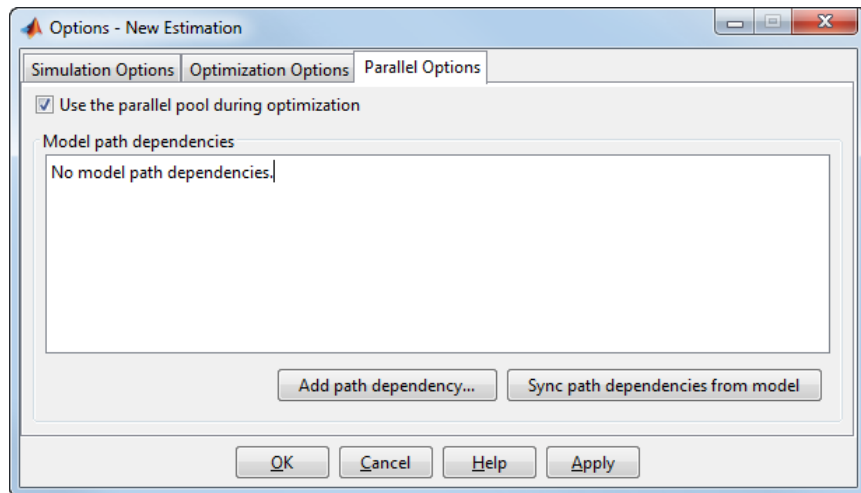 Options - New Estimation
Simulation Options Optimization Options Parallel Options
Use the parallel pool during optimization
Model path dependencies
No model path dependencies.
Add path dependency... Sync path dependencies from model
OK Cancel Help Apply